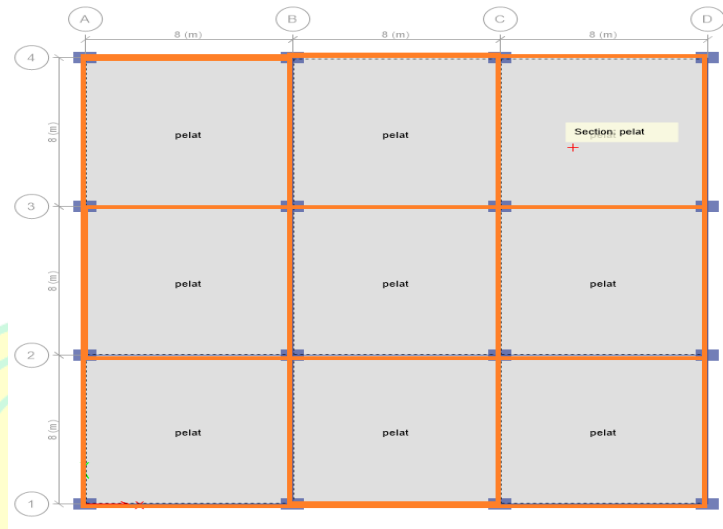 A B C D
8 (m) 8 (m) 8 (m)
4
8 (m)
pelat pelat Section: pelat
3
8 (m)
pelat pelat pelat
2
8 (m)
pelat pelat pelat
1